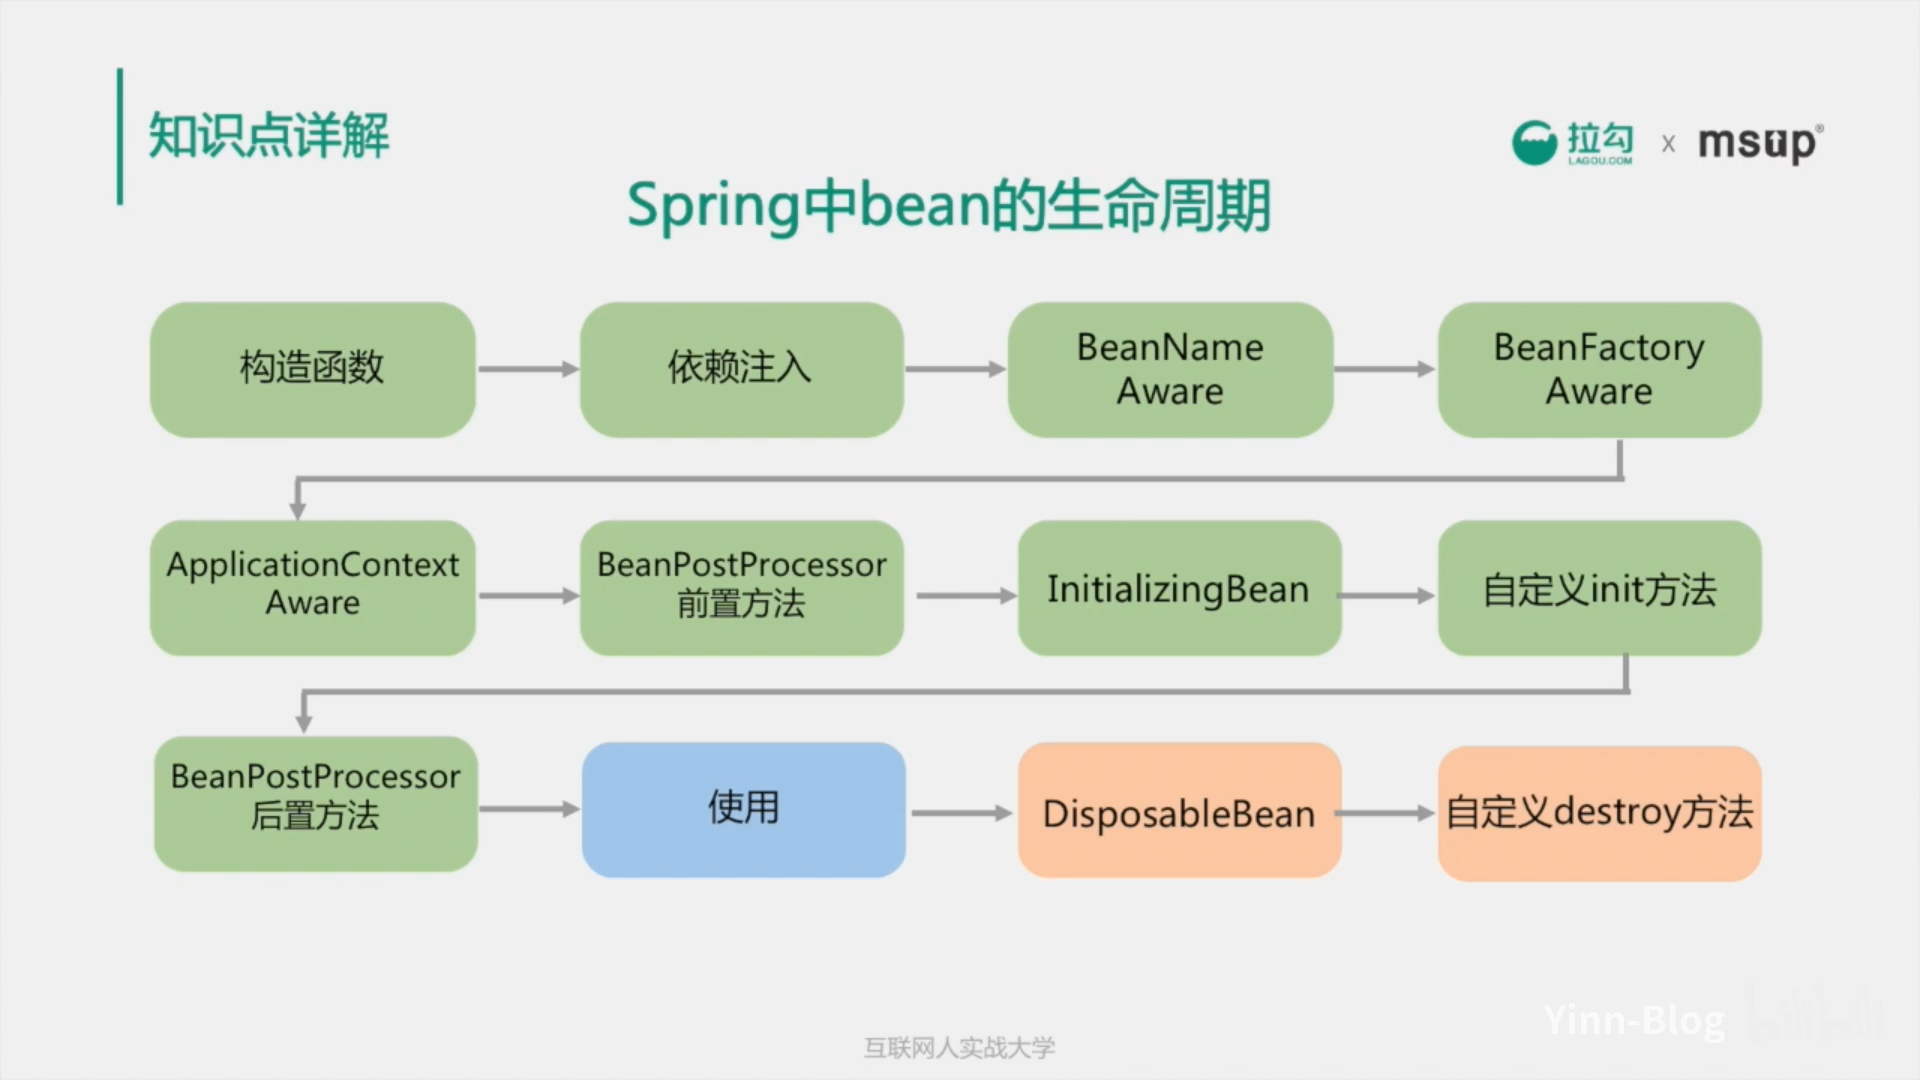 知识点详解
拉勾
LAGOU.COM
x
msup®
Spring中bean的生命周期
构造函数
依赖注入
BeanName
Aware
BeanFactory
Aware
ApplicationContext
Aware
BeanPostProcessor
前置方法
InitializingBean
自定义init方法
BeanPostProcessor
后置方法
使用
DisposableBean
自定义destroy方法
Yinn-Blog
bilibili
互联网人实战大学